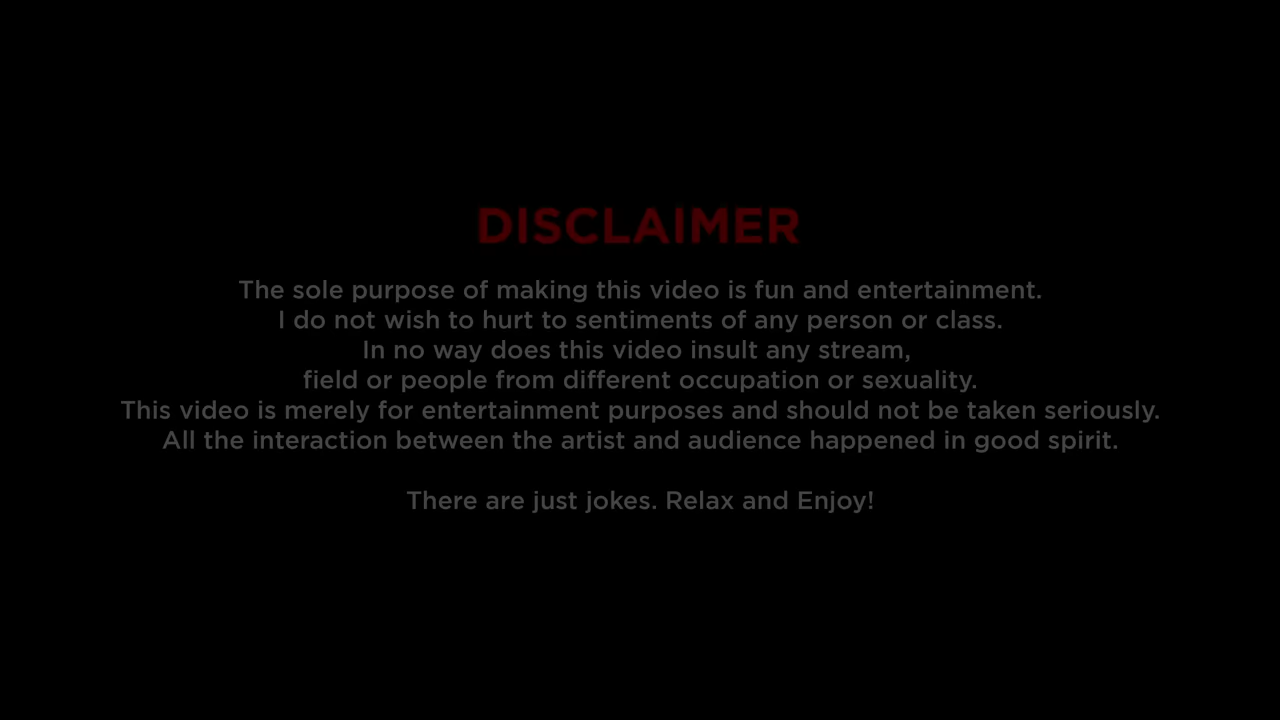 DISCLAIMER
The sole purpose of making this video is fun and entertainment.
I do not wish to hurt to sentiments of any person or class.
In no way does this video insult any stream,
field or people from different occupation or sexuality.
This video is merely for entertainment purposes and should not be taken seriously.
All the interaction between the artist and audience happened in good spirit.
There are just jokes. Relax and Enjoy!